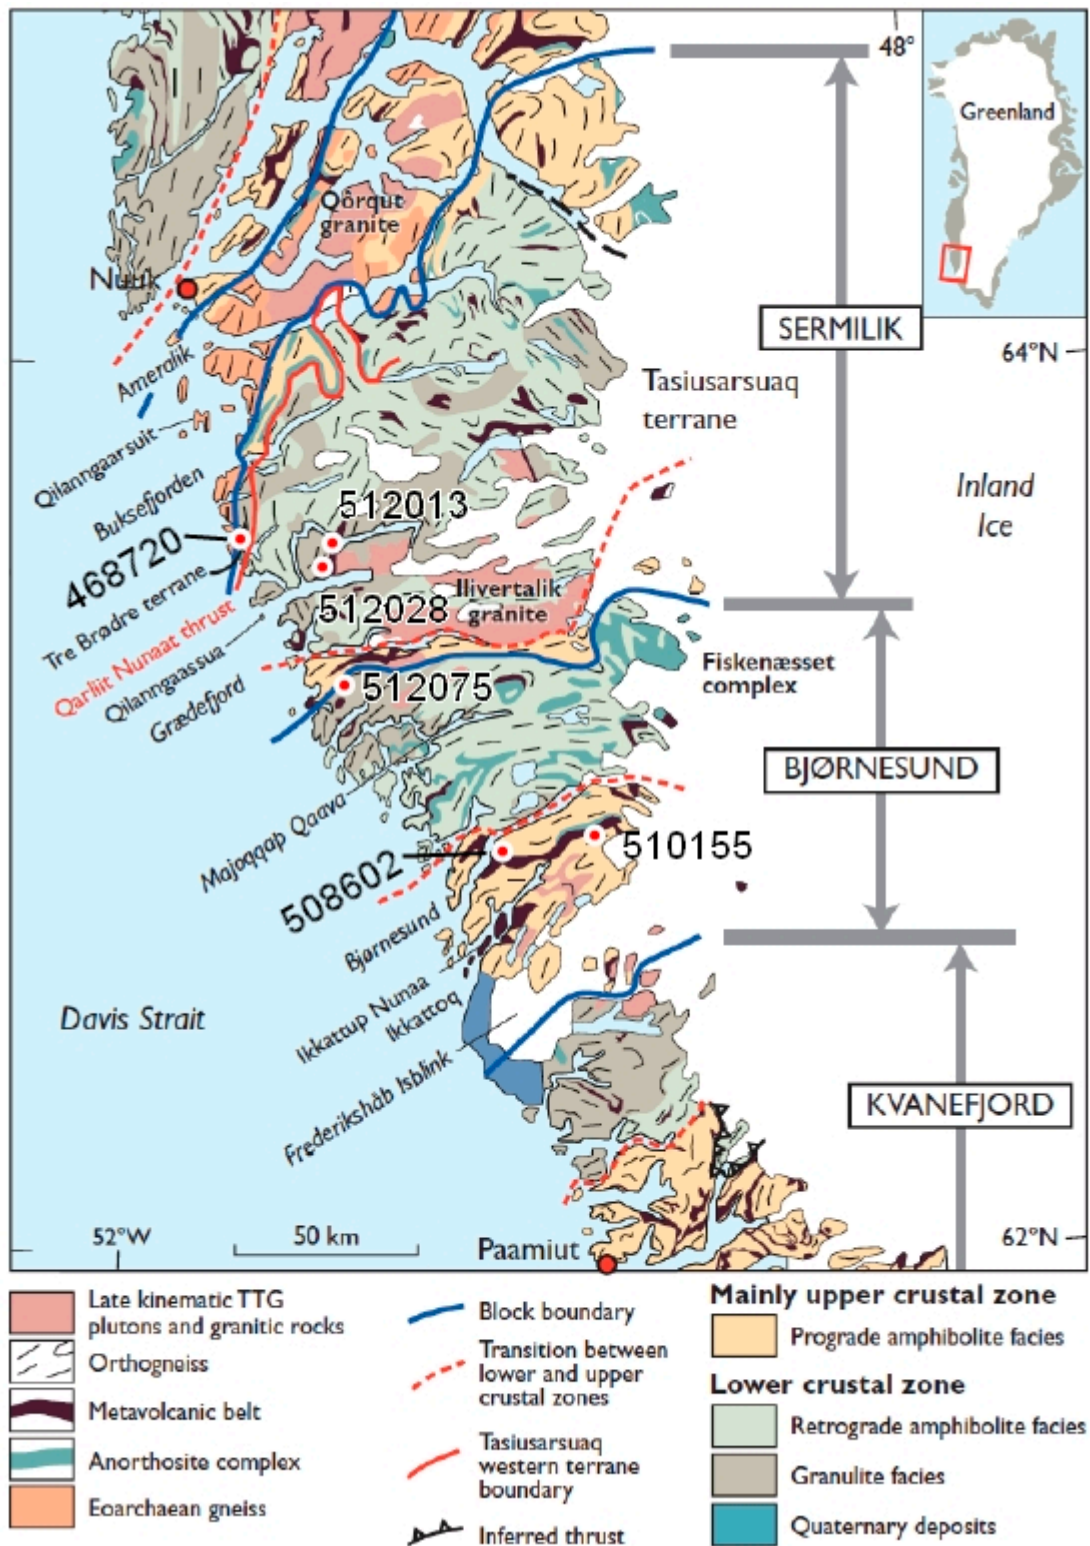 48°
Greenland
Qôrqut
granite
Nuuk
SERMILIK
64°N
Ameralik
Tasiusarsuaq
terrane
Qilanngaarsuit
Buksefjorden
Inland
Ice
512013
468720
Ilivertalik
granite
512028
Tre Brødre terrane
Qarliit Nunaat thrust
Qilanngaassua
Grædefjord
Fiskenæsset
complex
512075
BJØRNESUND
Majoqqap Qaava
510155
508602
Bjørnesund
Ikkattup Nunaa
Ikkattoq
Davis Strait
Frederikshåb Isblink
KVANEFJORD
52°W
50 km
Paamiut
62°N
Late kinematic TTG
plutons and granitic rocks
Orthogneiss
Metavolcanic belt
Anorthosite complex
Eoarchaean gneiss
Block boundary
Transition between
lower and upper
crustal zones
Tasiusarsuaq
western terrane
boundary
Inferred thrust
Mainly upper crustal zone
Prograde amphibolite facies
Lower crustal zone
Retrograde amphibolite facies
Granulite facies
Quaternary deposits